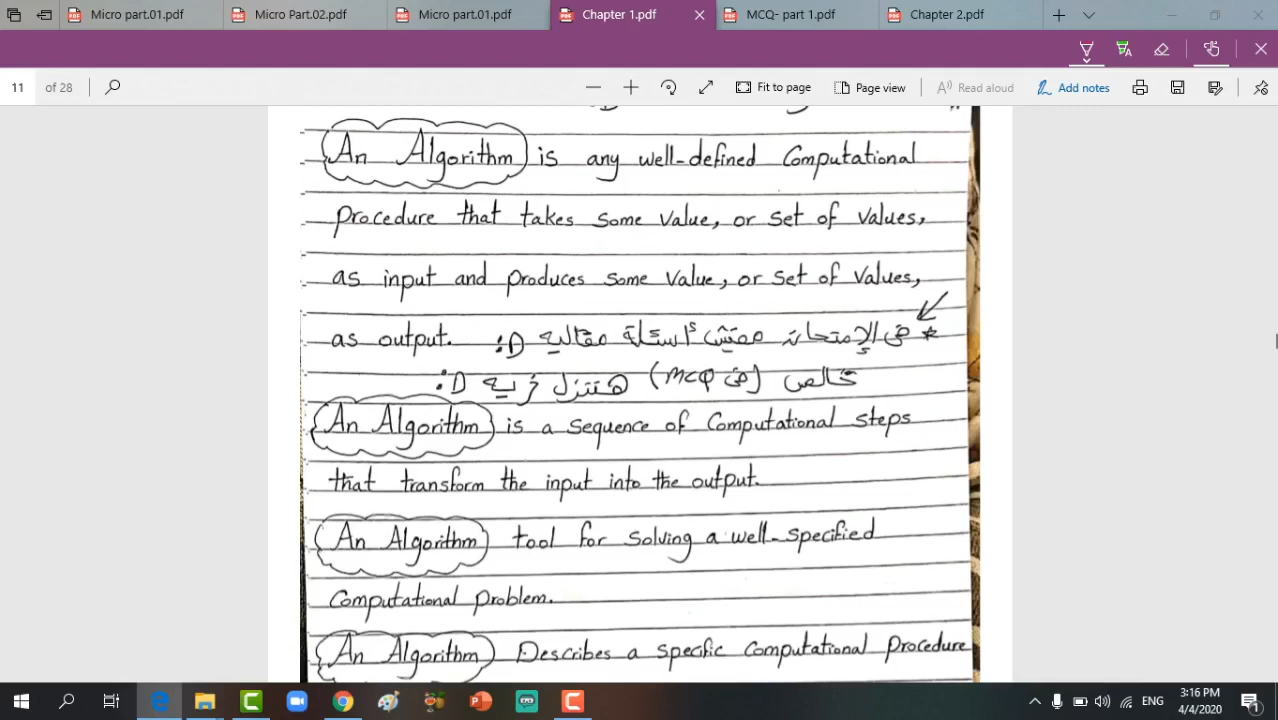 Micro part.01.pdf
Micro Part.02.pdf
Micro part.01.pdf
Chapter 1.pdf
MCQ- part 1.pdf
Chapter 2.pdf
11 of 28
Fit to page
Page view
Read aloud
Add notes
An Algorithm is any well-defined Computational
Procedure that takes some value, or set of values,
as input and produces some value, or set of values,
as output. * في الإمتحان مفيش أسئلة مقاليه D:
خالص (في MCQ) هتنزل زيه D:
An Algorithm is a sequence of Computational steps
that transform the input into the output.
An Algorithm tool for solving a well-specified
Computational problem.
An Algorithm Describes a specific Computational Procedure
ENG
3:16 PM
4/4/2020
1